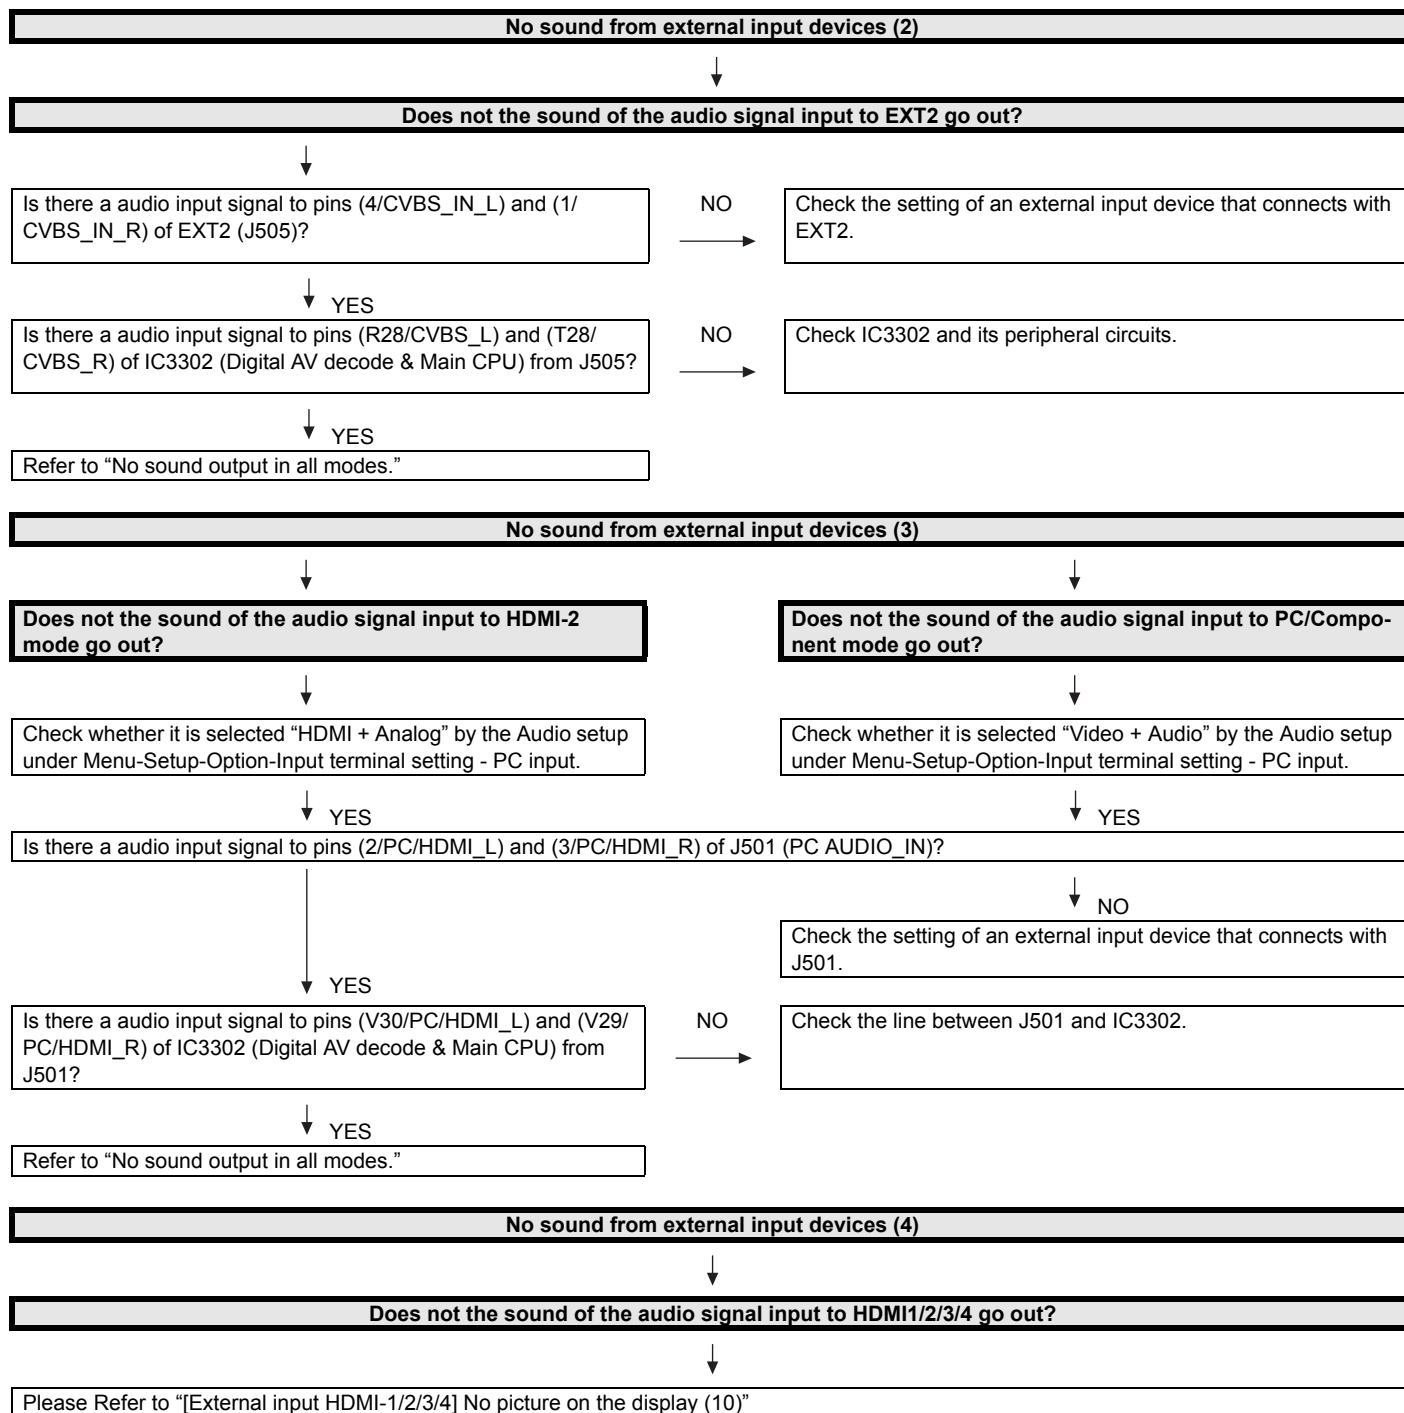 No sound from external input devices (2)
Does not the sound of the audio signal input to EXT2 go out?
Is there a audio input signal to pins (4/CVBS_IN_L) and (1/
CVBS_IN_R) of EXT2 (J505)?
NO
Check the setting of an external input device that connects with
EXT2.
YES
Is there a audio input signal to pins (R28/CVBS_L) and (T28/
CVBS_R) of IC3302 (Digital AV decode & Main CPU) from J505?
NO
Check IC3302 and its peripheral circuits.
YES
Refer to “No sound output in all modes.”
No sound from external input devices (3)
Does not the sound of the audio signal input to HDMI-2
mode go out?
Does not the sound of the audio signal input to PC/Compo-
nent mode go out?
Check whether it is selected “HDMI + Analog” by the Audio setup
under Menu-Setup-Option-Input terminal setting - PC input.
Check whether it is selected “Video + Audio” by the Audio setup
under Menu-Setup-Option-Input terminal setting - PC input.
YES
YES
Is there a audio input signal to pins (2/PC/HDMI_L) and (3/PC/HDMI_R) of J501 (PC AUDIO_IN)?
NO
Check the setting of an external input device that connects with
J501.
YES
Is there a audio input signal to pins (V30/PC/HDMI_L) and (V29/
PC/HDMI_R) of IC3302 (Digital AV decode & Main CPU) from
J501?
NO
Check the line between J501 and IC3302.
YES
Refer to “No sound output in all modes.”
No sound from external input devices (4)
Does not the sound of the audio signal input to HDMI1/2/3/4 go out?
Please Refer to “[External input HDMI-1/2/3/4] No picture on the display (10)”